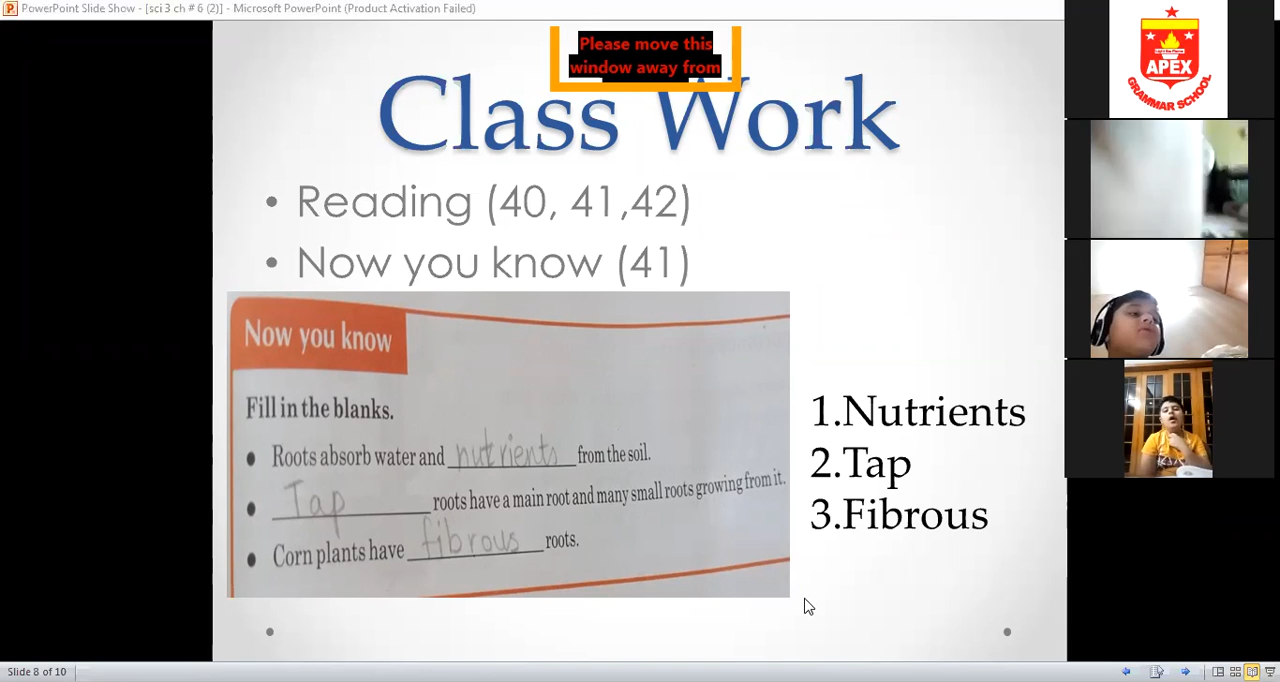 PowerPoint Slide Show - [sci 3 ch # 6 (2)] - Microsoft PowerPoint (Product Activation Failed)
Please move this
window away from
Class Work
• Reading (40, 41,42)
• Now you know (41)
Now you know
Fill in the blanks.
• Roots absorb water and nutrients from the soil.
• Tap roots have a main root and many small roots growing from it.
• Corn plants have fibrous roots.
1.Nutrients
2.Tap
3.Fibrous
APEX
GRAMMAR SCHOOL
Slide 8 of 10